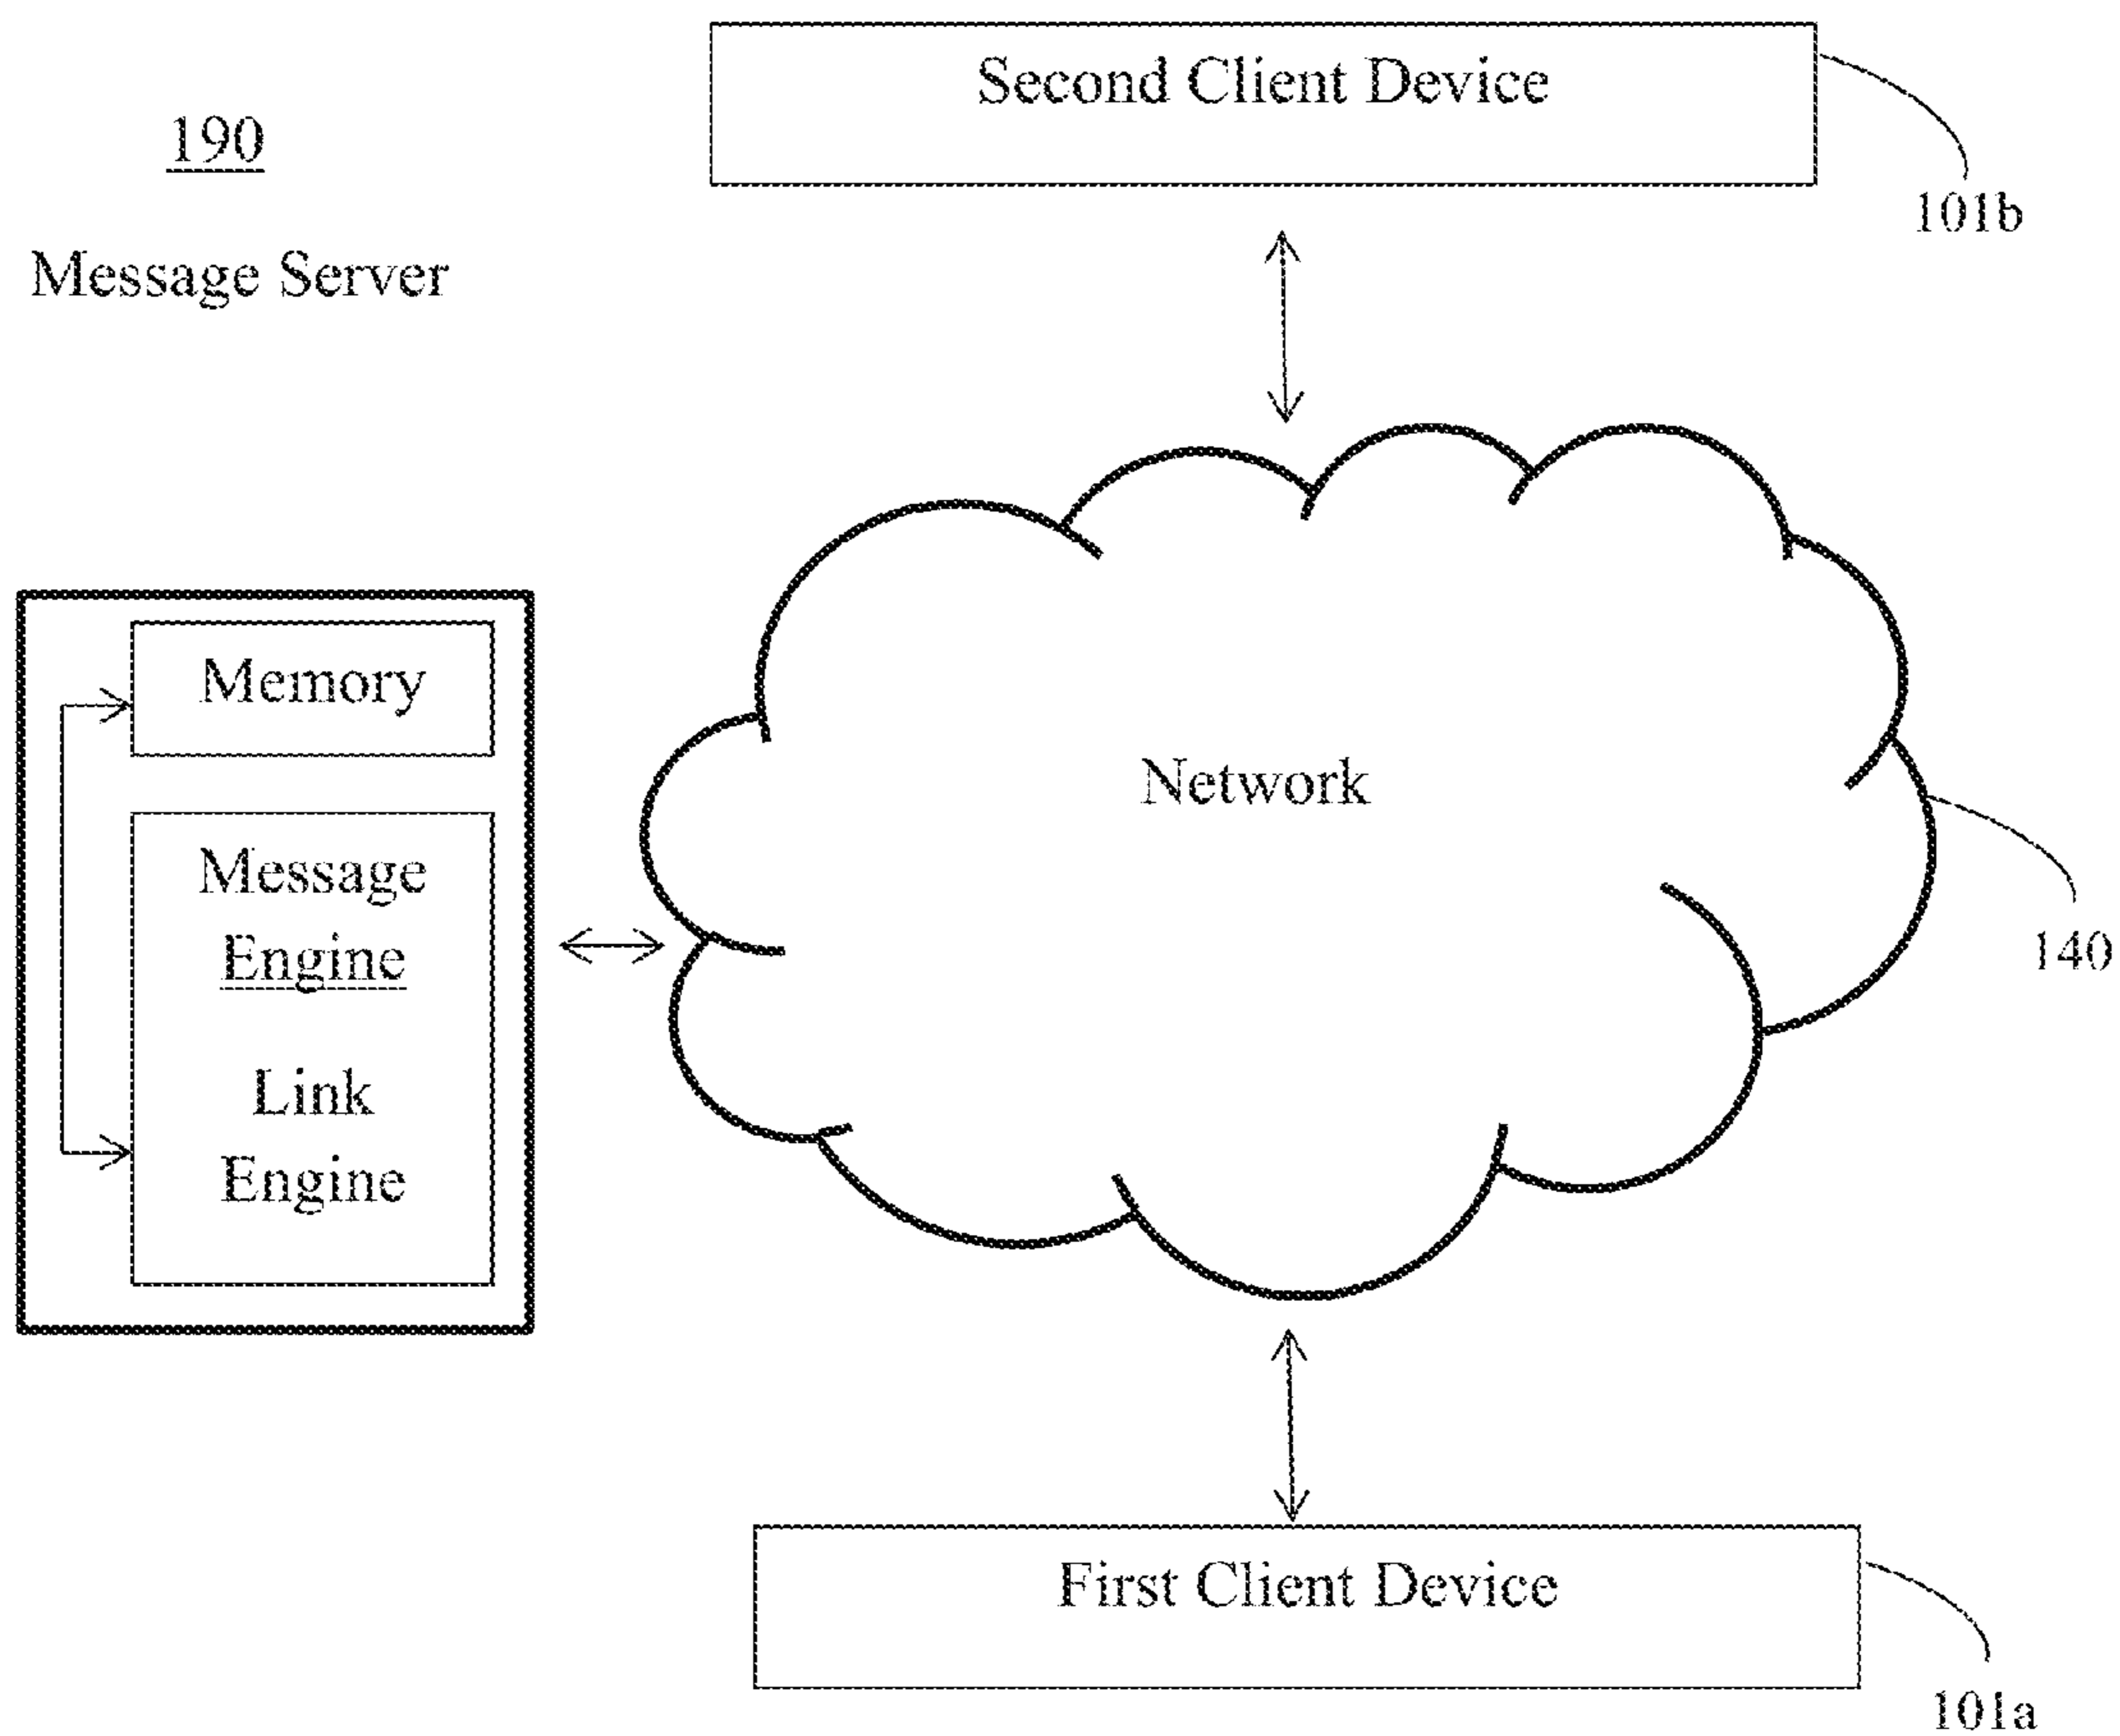 Second Client Device
190
101b
Message Server
Memory
Network
Message
Engine
140
Link
Engine
First Client Device
101a